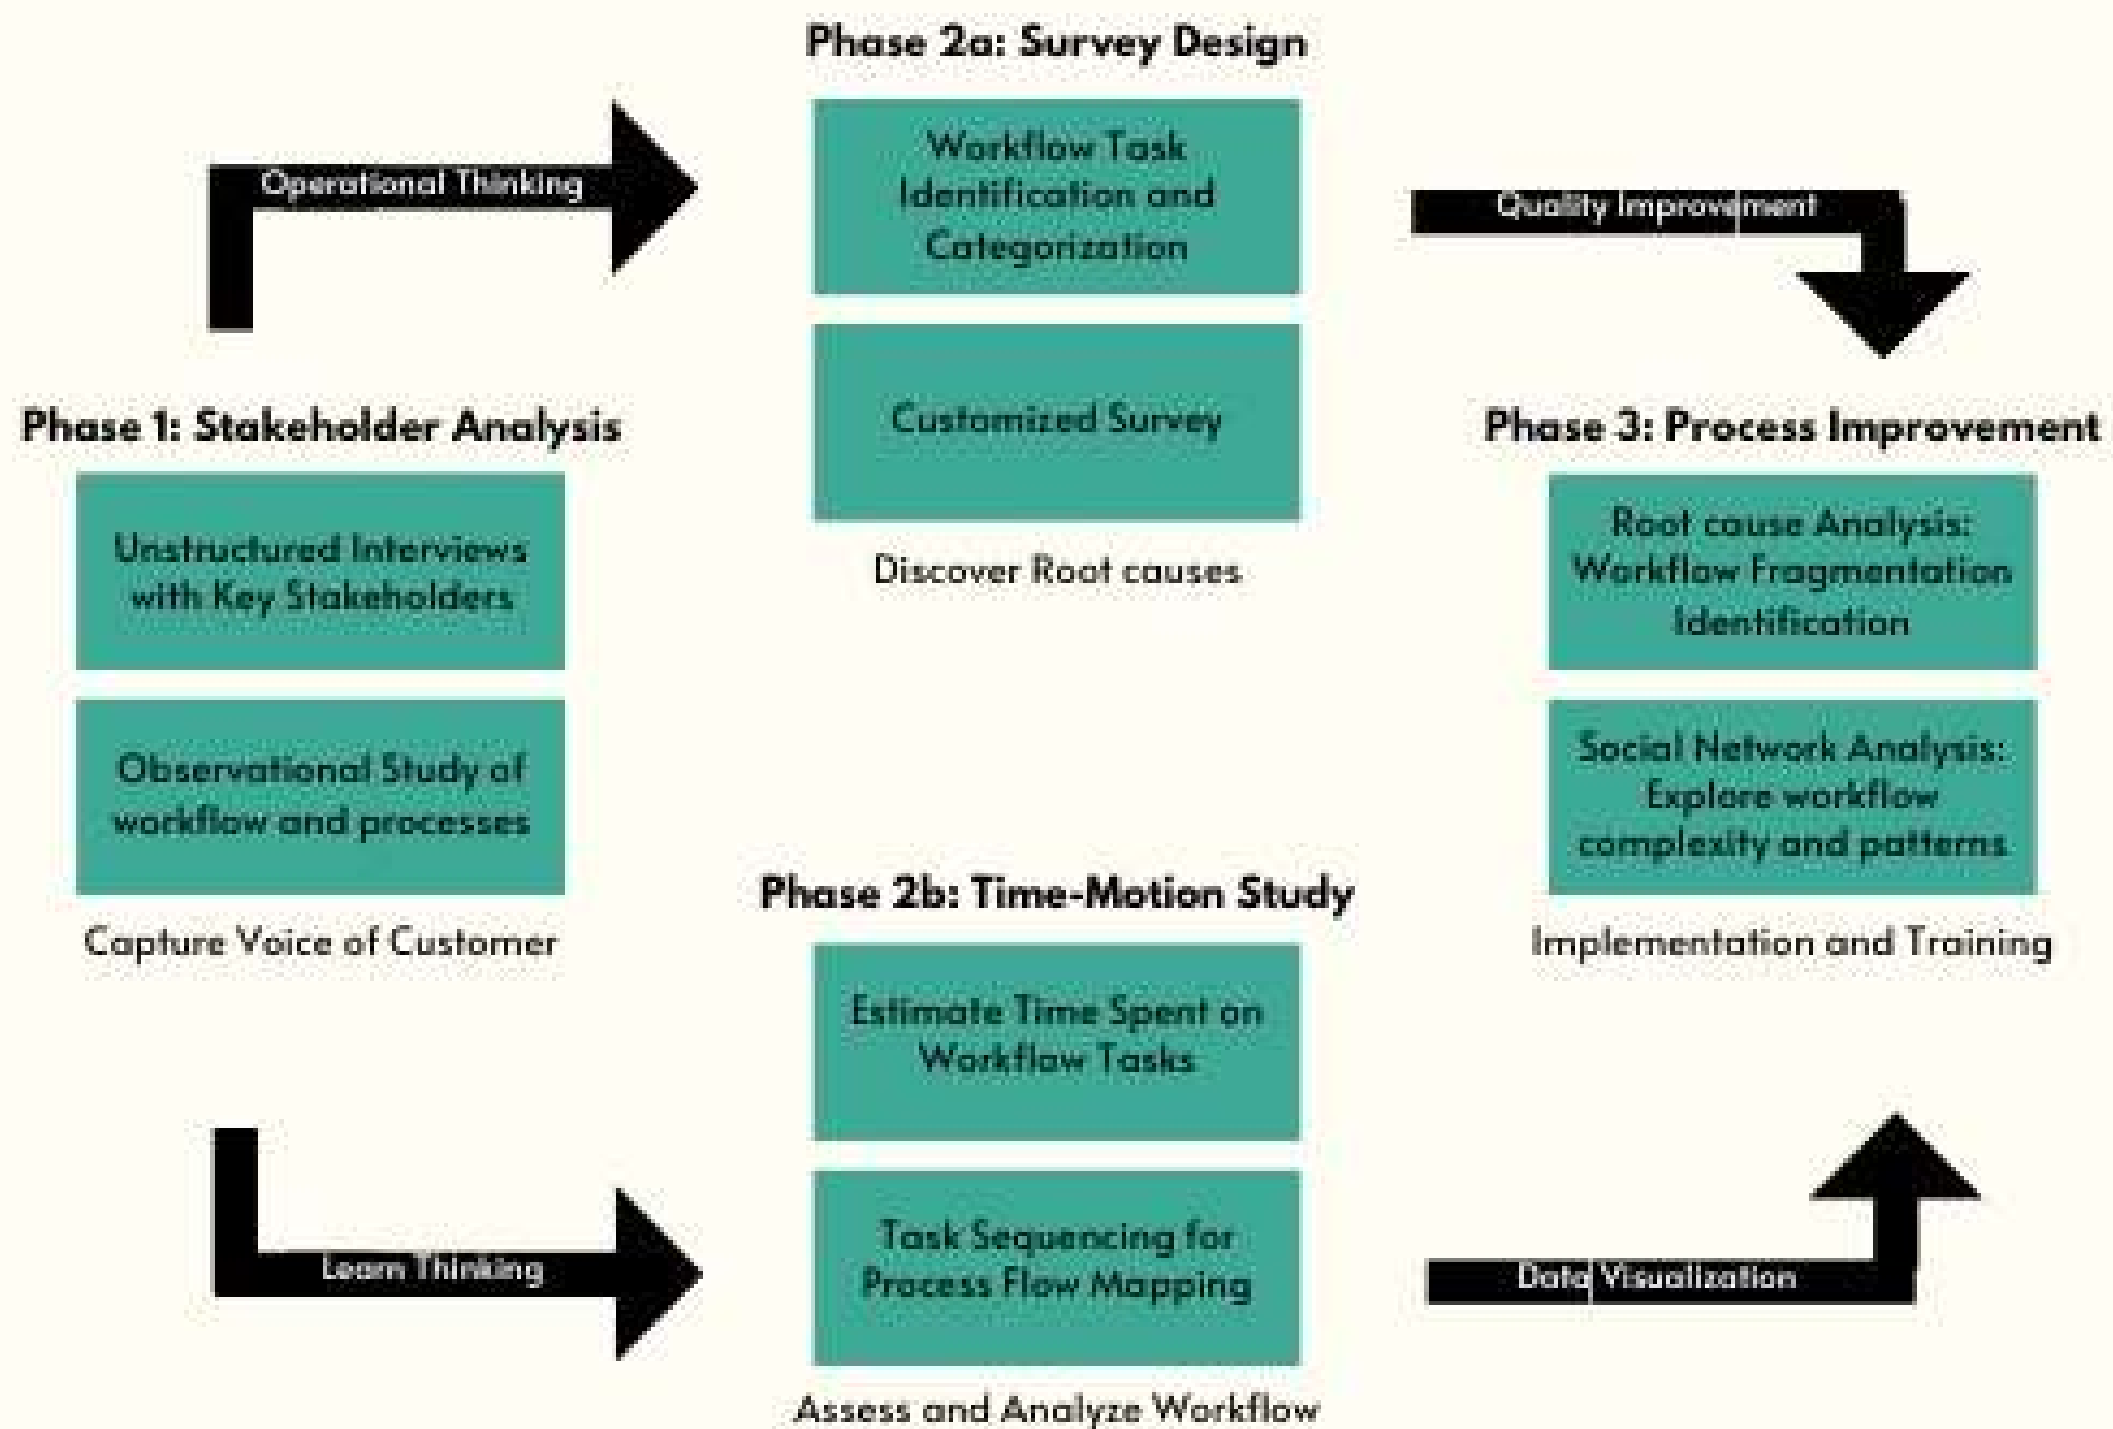 Phase 2a: Survey Design
Workflow Task
Identification and
Categorization
Customized Survey
Discover Root causes
Operational Thinking
Quality Improvement
Phase 1: Stakeholder Analysis
Unstructured Interviews
with Key Stakeholders
Observational Study of
workflow and processes
Capture Voice of Customer
Phase 3: Process Improvement
Root cause Analysis:
Workflow Fragmentation
Identification
Social Network Analysis:
Explore workflow
complexity and patterns
Implementation and Training
Phase 2b: Time-Motion Study
Estimate Time Spent on
Workflow Tasks
Task Sequencing for
Process Flow Mapping
Assess and Analyze Workflow
Learn Thinking
Data Visualization